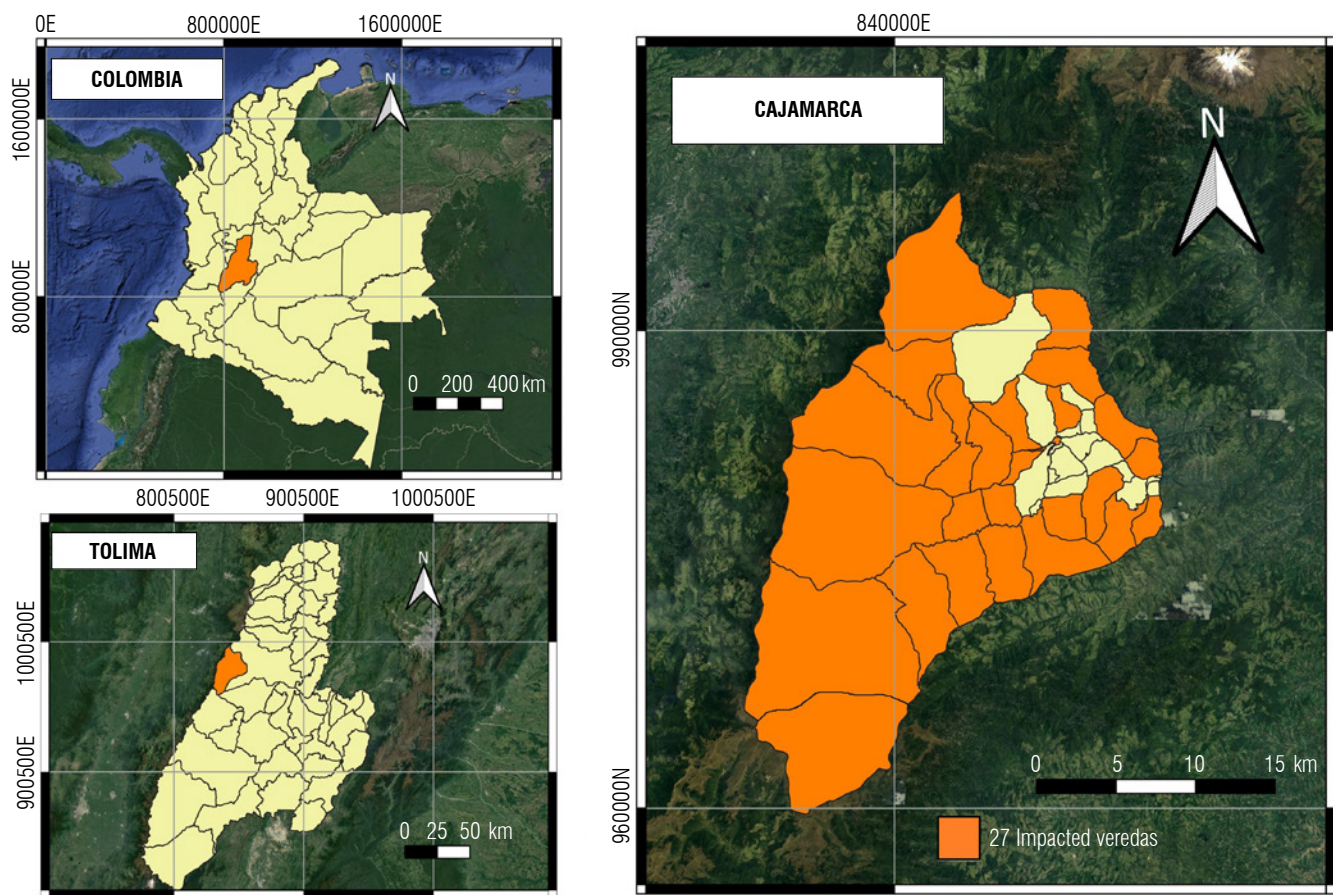 0E 800000E 1600000E
COLOMBIA
N
1600000E
800000E
0 200 400 km
800500E 900500E 1000500E
TOLIMA
N
1000500E
900500E
0 25 50 km
840000E
CAJAMARCA
N
990000N
960000N
0 5 10 15 km
27 Impacted veredas